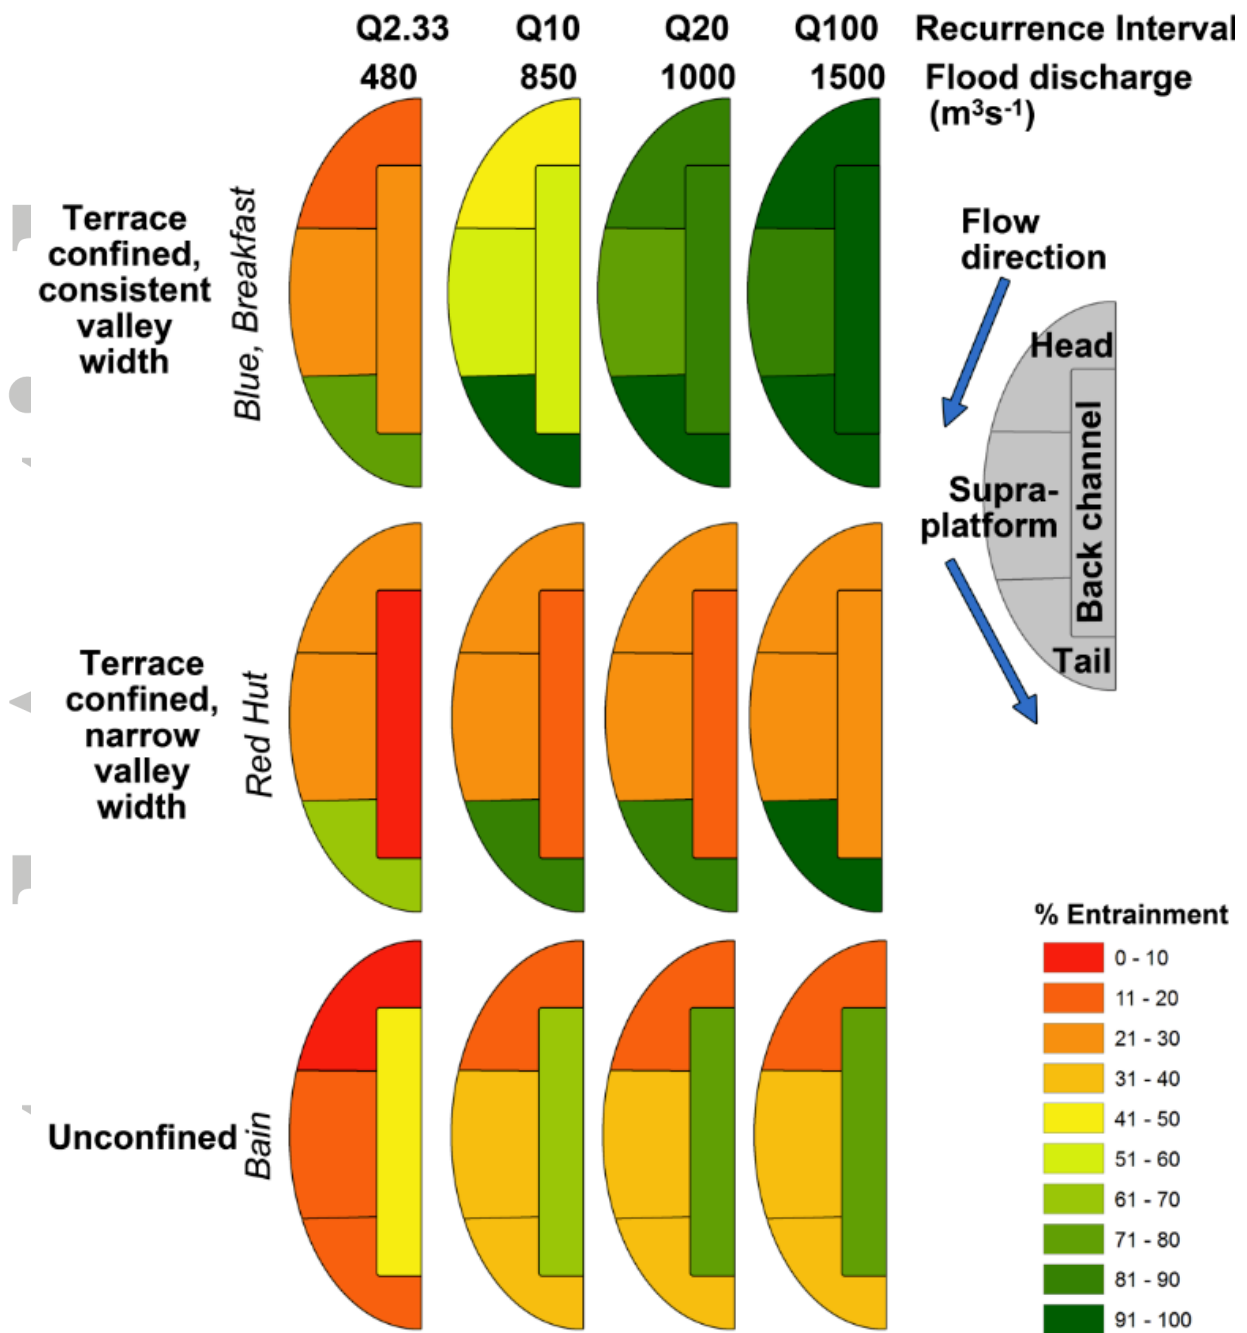 Q2.33 Q10 Q20 Q100 Recurrence Interval
480 850 1000 1500 Flood discharge
(m³s⁻¹)
Terrace
confined,
consistent
valley
width
Blue, Breakfast
Flow
direction
Head
Supra-
platform
Back channel
Tail
Terrace
confined,
narrow
valley
width
Red Hut
Unconfined
Bain
% Entrainment
0 - 10
11 - 20
21 - 30
31 - 40
41 - 50
51 - 60
61 - 70
71 - 80
81 - 90
91 - 100